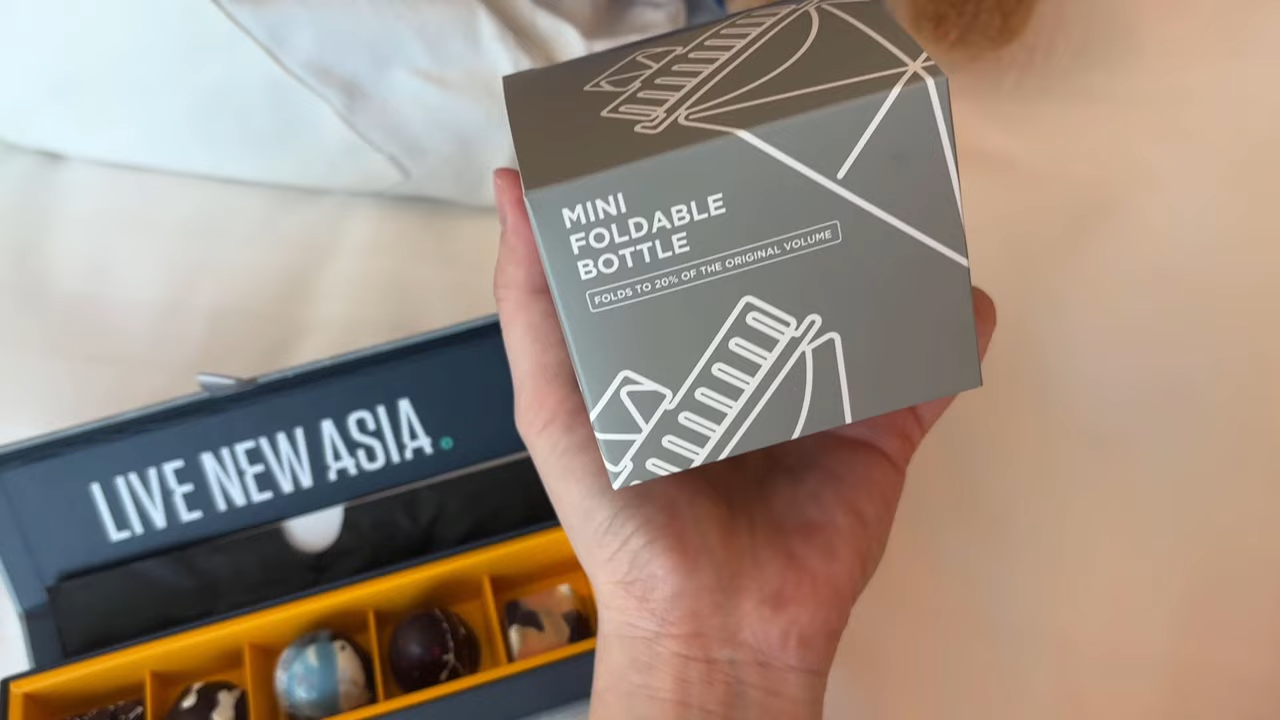 MINI
FOLDABLE
BOTTLE
FOLDS TO 20% OF THE ORIGINAL VOLUME
LIVE NEW ASIA.